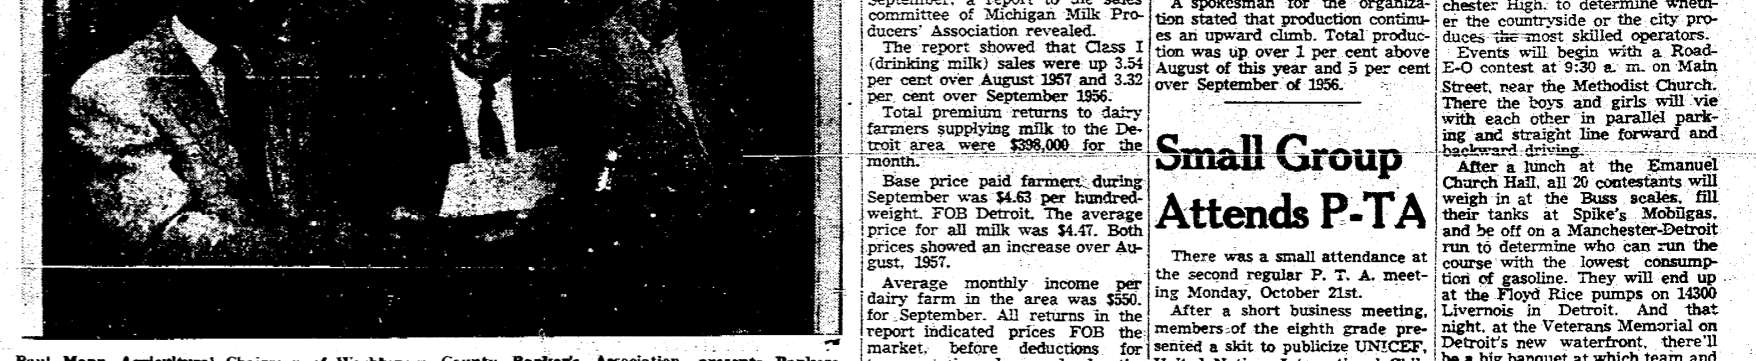 September, a report to the sales
committee of Michigan Milk Pro-
ducers' Association revealed.
The report showed that Class I
(drinking milk) sales were up 3.54
per cent over August 1957 and 3.32
per cent over September 1956.
Total premium returns to dairy
farmers supplying milk to the De-
troit area were $398,000 for the
month.
Base price paid farmers during
September was $4.63 per hundred-
weight. FOB Detroit. The average
price for all milk was $4.47. Both
prices showed an increase over Au-
gust, 1957.
Average monthly income per
dairy farm in the area was $550.
for September. All returns in the
report indicated prices FOB the
market, before deductions for
A spokesman for the organiza-
tion stated that production continu-
es an upward climb. Total produc-
tion was up over 1 per cent above
August of this year and 5 per cent
over September of 1956.
Small Group
Attends P-TA
There was a small attendance at
the second regular P. T. A. meet-
ing Monday, October 21st.
After a short business meeting,
members of the eighth grade pre-
sented a skit to publicize UNICEF,
chester High. to determine wheth-
er the countryside or the city pro-
duces the most skilled operators.
Events will begin with a Road-
E-O contest at 9:30 a. m. on Main
Street, near the Methodist Church.
There the boys and girls will vie
with each other in parallel park-
ing and straight line forward and
backward driving.
After a lunch at the Emanuel
Church Hall, all 20 contestants will
weigh in at the Buss scales, fill
their tanks at Spike's Mobilgas,
and be off on a Manchester-Detroit
run to determine who can run the
course with the lowest consump-
tion of gasoline. They will end up
at the Floyd Rice pumps on 14300
Livernois in Detroit. And that
night, at the Veterans Memorial on
Detroit's new waterfront, there'll
be a big banquet at which team and